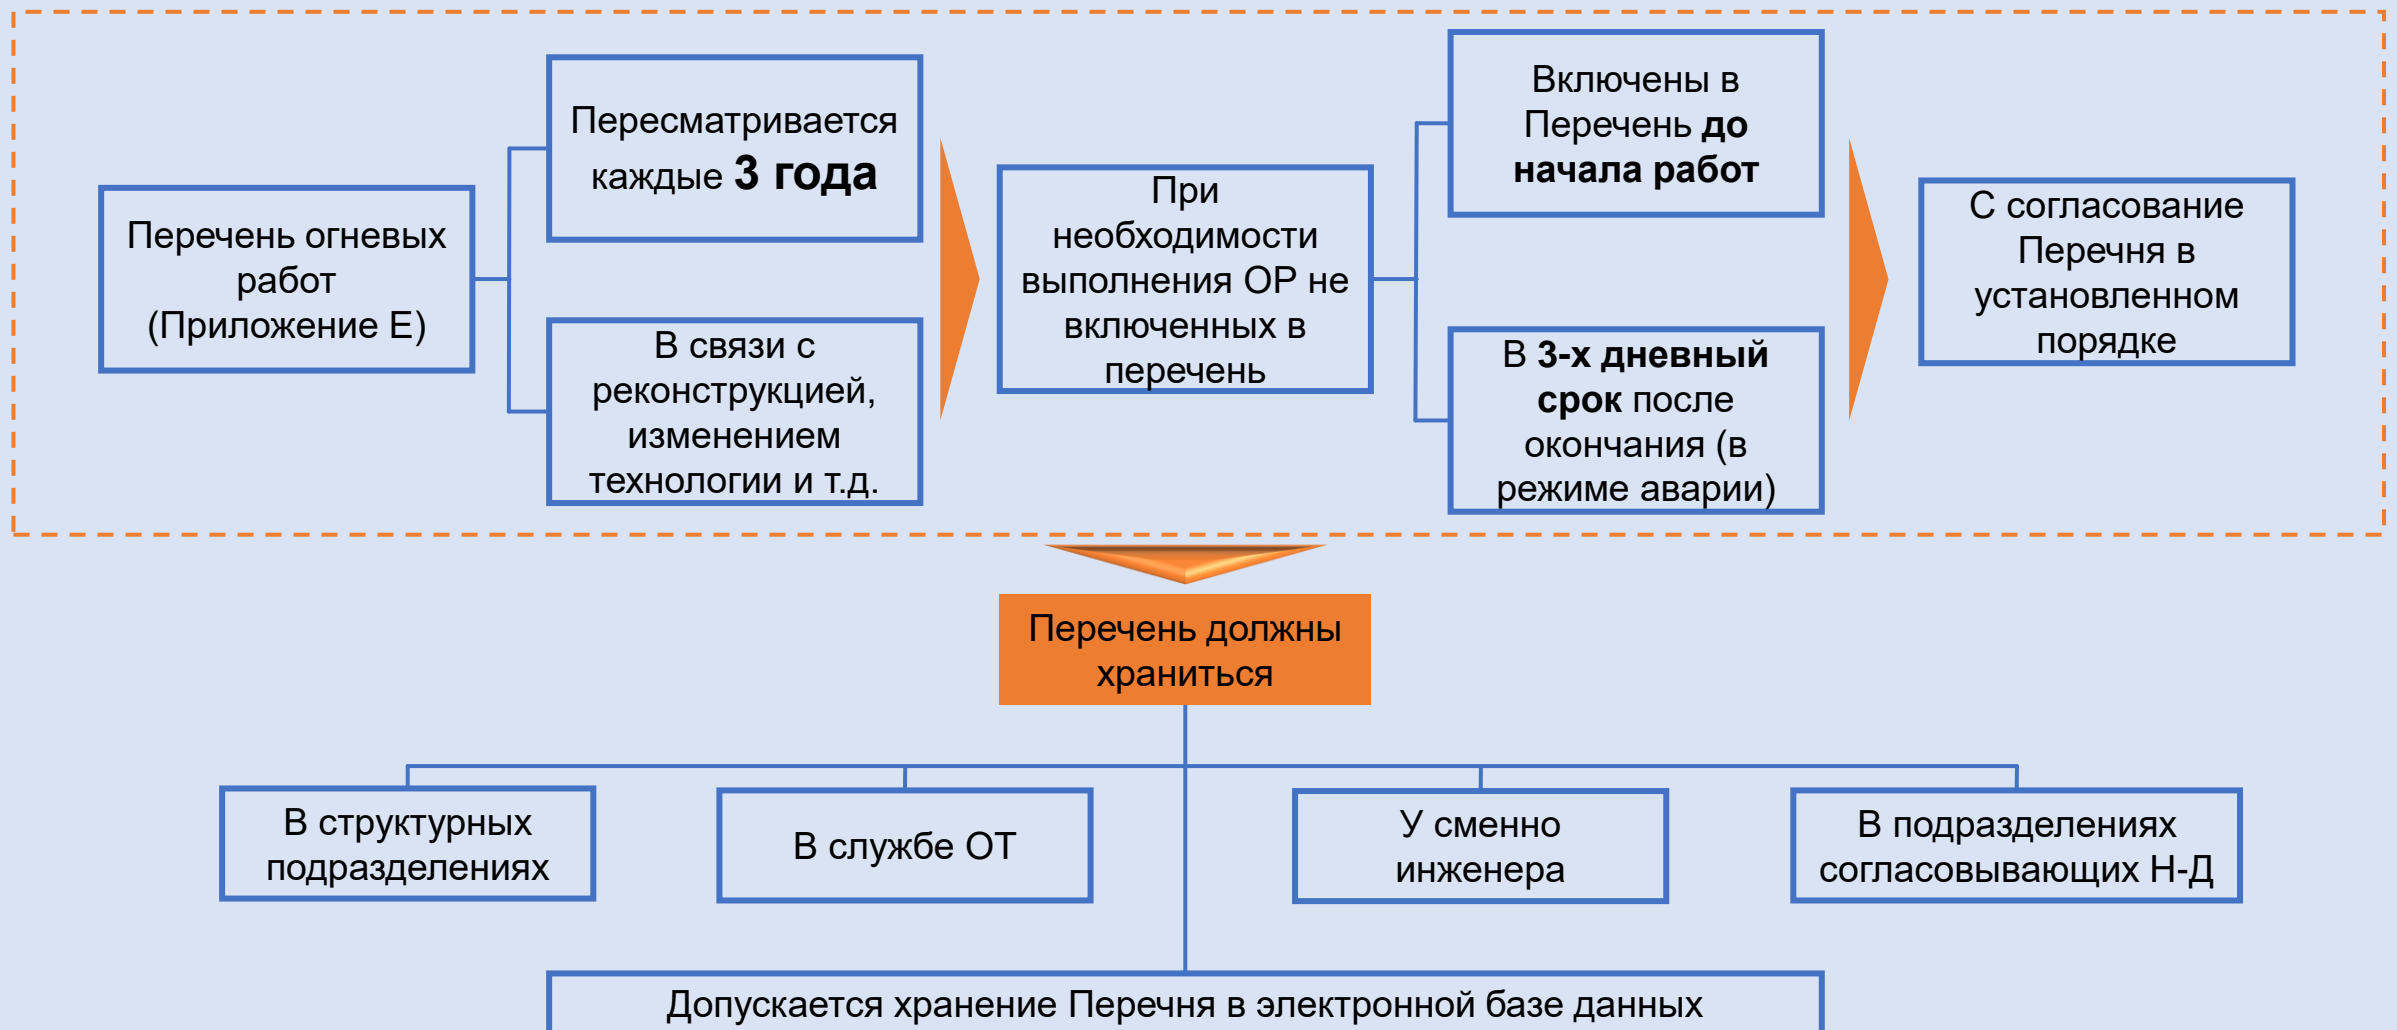 Перечень огневых
работ
(Приложение Е)
Пересматривается
каждые 3 года
В связи с
реконструкцией,
изменением
технологии и т.д.
При
необходимости
выполнения ОР не
включенных в
перечень
Включены в
Перечень до
начала работ
В 3-х дневный
срок после
окончания (в
режиме аварии)
С согласование
Перечня в
установленном
порядке
Перечень должны
храниться
В структурных
подразделениях
В службе ОТ
У сменно
инженера
В подразделениях
согласовывающих Н-Д
Допускается хранение Перечня в электронной базе данных